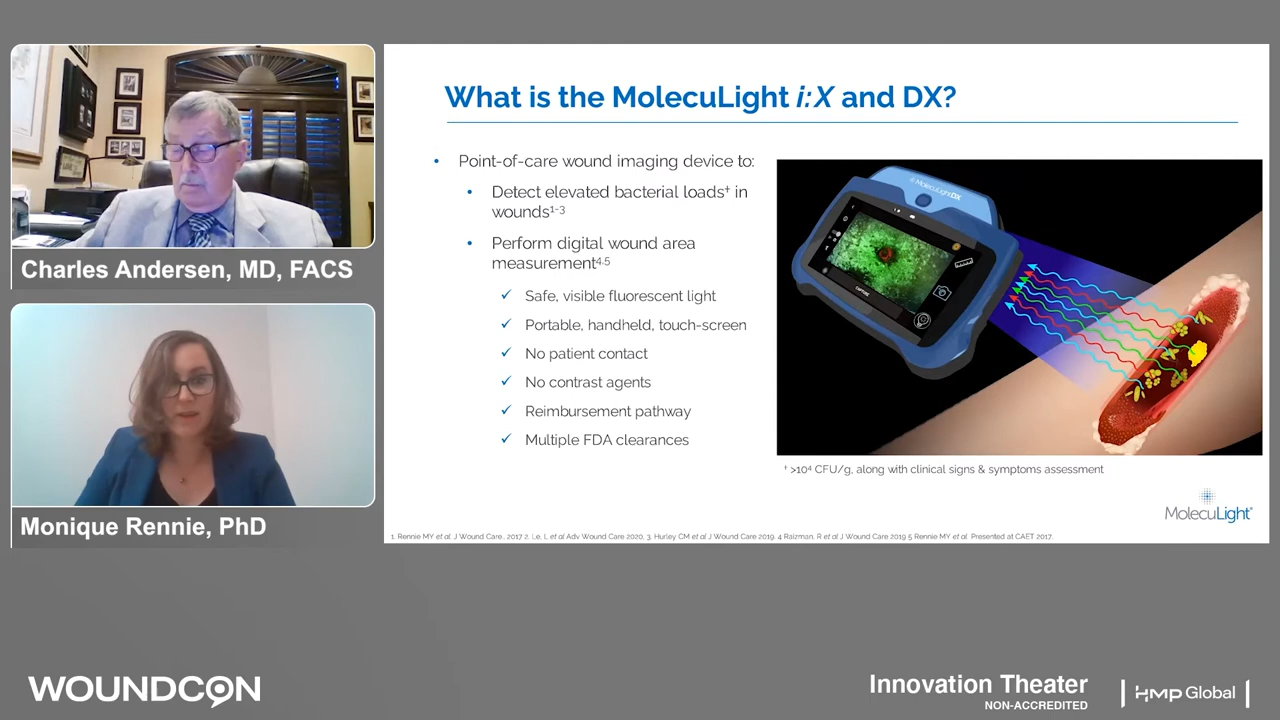 Charles Andersen, MD, FACS
Monique Rennie, PhD
What is the MolecuLight i:X and DX?
• Point-of-care wound imaging device to:
• Detect elevated bacterial loads† in
wounds1-3
• Perform digital wound area
measurement4,5
✓ Safe, visible fluorescent light
✓ Portable, handheld, touch-screen
✓ No patient contact
✓ No contrast agents
✓ Reimbursement pathway
✓ Multiple FDA clearances
MolecuLightDX
CAPTURE
† >10⁴ CFU/g, along with clinical signs & symptoms assessment
MolecuLight®
1. Rennie MY et al. J Wound Care., 2017 2. Le, L et al Adv Wound Care 2020, 3. Hurley CM et al J Wound Care 2019. 4 Raizman, R et al J Wound Care 2019 5 Rennie MY et al. Presented at CAET 2017.
WOUNDCON
Innovation Theater
NON-ACCREDITED
HMP Global